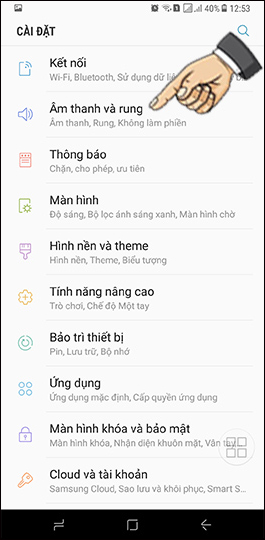 40% 12:53
CÀI ĐẶT
Kết nối
Wi-Fi, Bluetooth, Sử dụng dữ liệ
Âm thanh và rung
Âm thanh, Rung, Không làm phiền
Thông báo
Chặn, cho phép, ưu tiên
Màn hình
Độ sáng, Bộ lọc ánh sáng xanh, Màn hình chờ
Hình nền và theme
Hình nền, Theme, Biểu tượng
Tính năng nâng cao
Trò chơi, Chế độ Một tay
Bảo trì thiết bị
Pin, Lưu trữ, Bộ nhớ
Ứng dụng
Ứng dụng mặc định, Cấp quyền ứng dụng
Màn hình khóa và bảo mật
Màn hình khóa, Nhận diện khuôn mặt, Vân tay,
Cloud và tài khoản
Samsung Cloud, Sao lưu và khôi phục, Smart S...